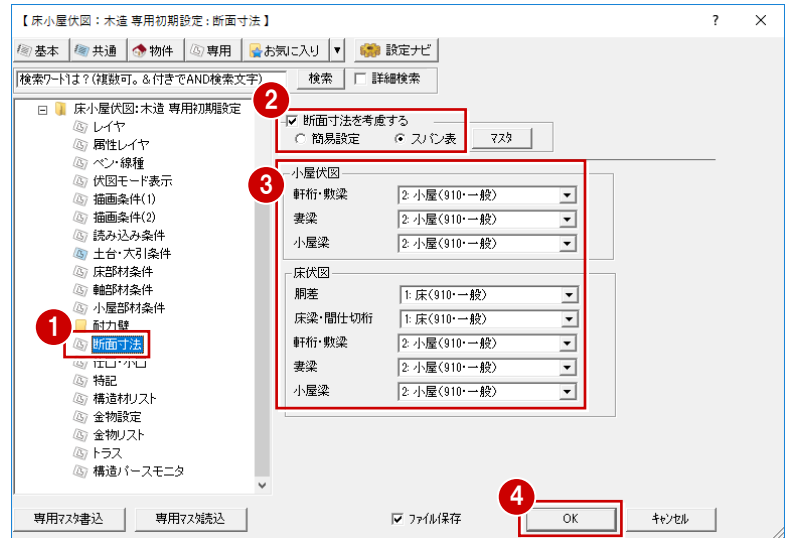 【 床小屋伏図：木造 専用初期設定 : 断面寸法 】 ? ×
基本 共通 物件 専用 お気に入り ▼ 設定ナビ
検索ワードは？(複数可。&付きでAND検索文字) 検索 詳細検索
床小屋伏図:木造 専用初期設定
レイヤ
属性レイヤ
ペン・線種
伏図モード表示
描画条件(1)
描画条件(2)
読み込み条件
土台・大引条件
床部材条件
軸部材条件
小屋部材条件
耐力壁
1
断面寸法
仕口・小口
特記
構造材リスト
金物設定
金物リスト
トラス
構造パースモニタ
2
断面寸法を考慮する
簡易設定 スパン表 マスタ
3
小屋伏図
軒桁・敷梁 2: 小屋(910・一般)
妻梁 2: 小屋(910・一般)
小屋梁 2: 小屋(910・一般)
床伏図
胴差 1: 床(910・一般)
床梁・間仕切桁 1: 床(910・一般)
軒桁・敷梁 2: 小屋(910・一般)
妻梁 2: 小屋(910・一般)
小屋梁 2: 小屋(910・一般)
4
専用マスタ書込 専用マスタ読込 ファイル保存 OK キャンセル